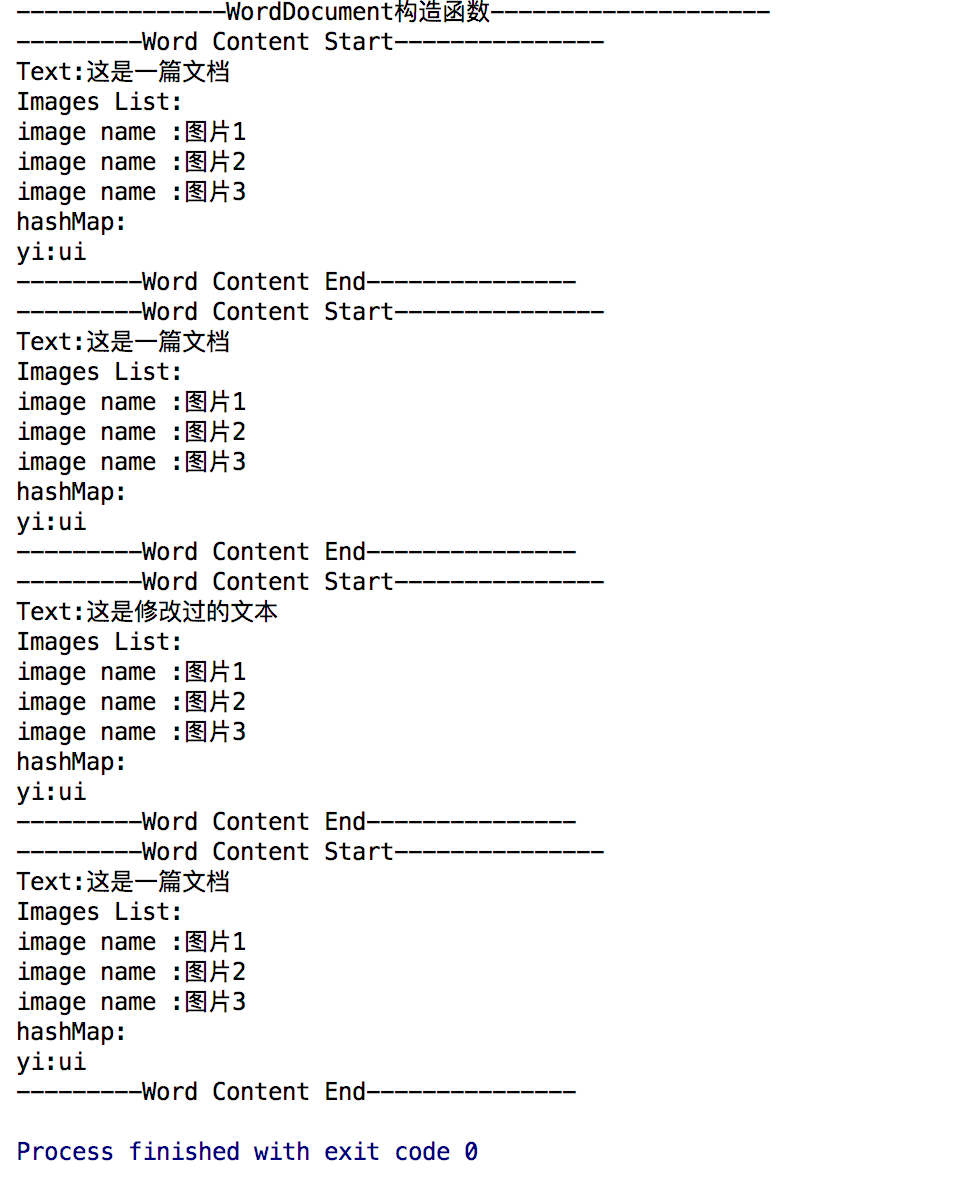 ---------------WordDocument构造函数--------------------
---------Word Content Start---------------
Text:这是一篇文档
Images List:
image name :图片1
image name :图片2
image name :图片3
hashMap:
yi:ui
---------Word Content End---------------
---------Word Content Start---------------
Text:这是一篇文档
Images List:
image name :图片1
image name :图片2
image name :图片3
hashMap:
yi:ui
---------Word Content End---------------
---------Word Content Start---------------
Text:这是修改过的文本
Images List:
image name :图片1
image name :图片2
image name :图片3
hashMap:
yi:ui
---------Word Content End---------------
---------Word Content Start---------------
Text:这是一篇文档
Images List:
image name :图片1
image name :图片2
image name :图片3
hashMap:
yi:ui
---------Word Content End---------------
Process finished with exit code 0